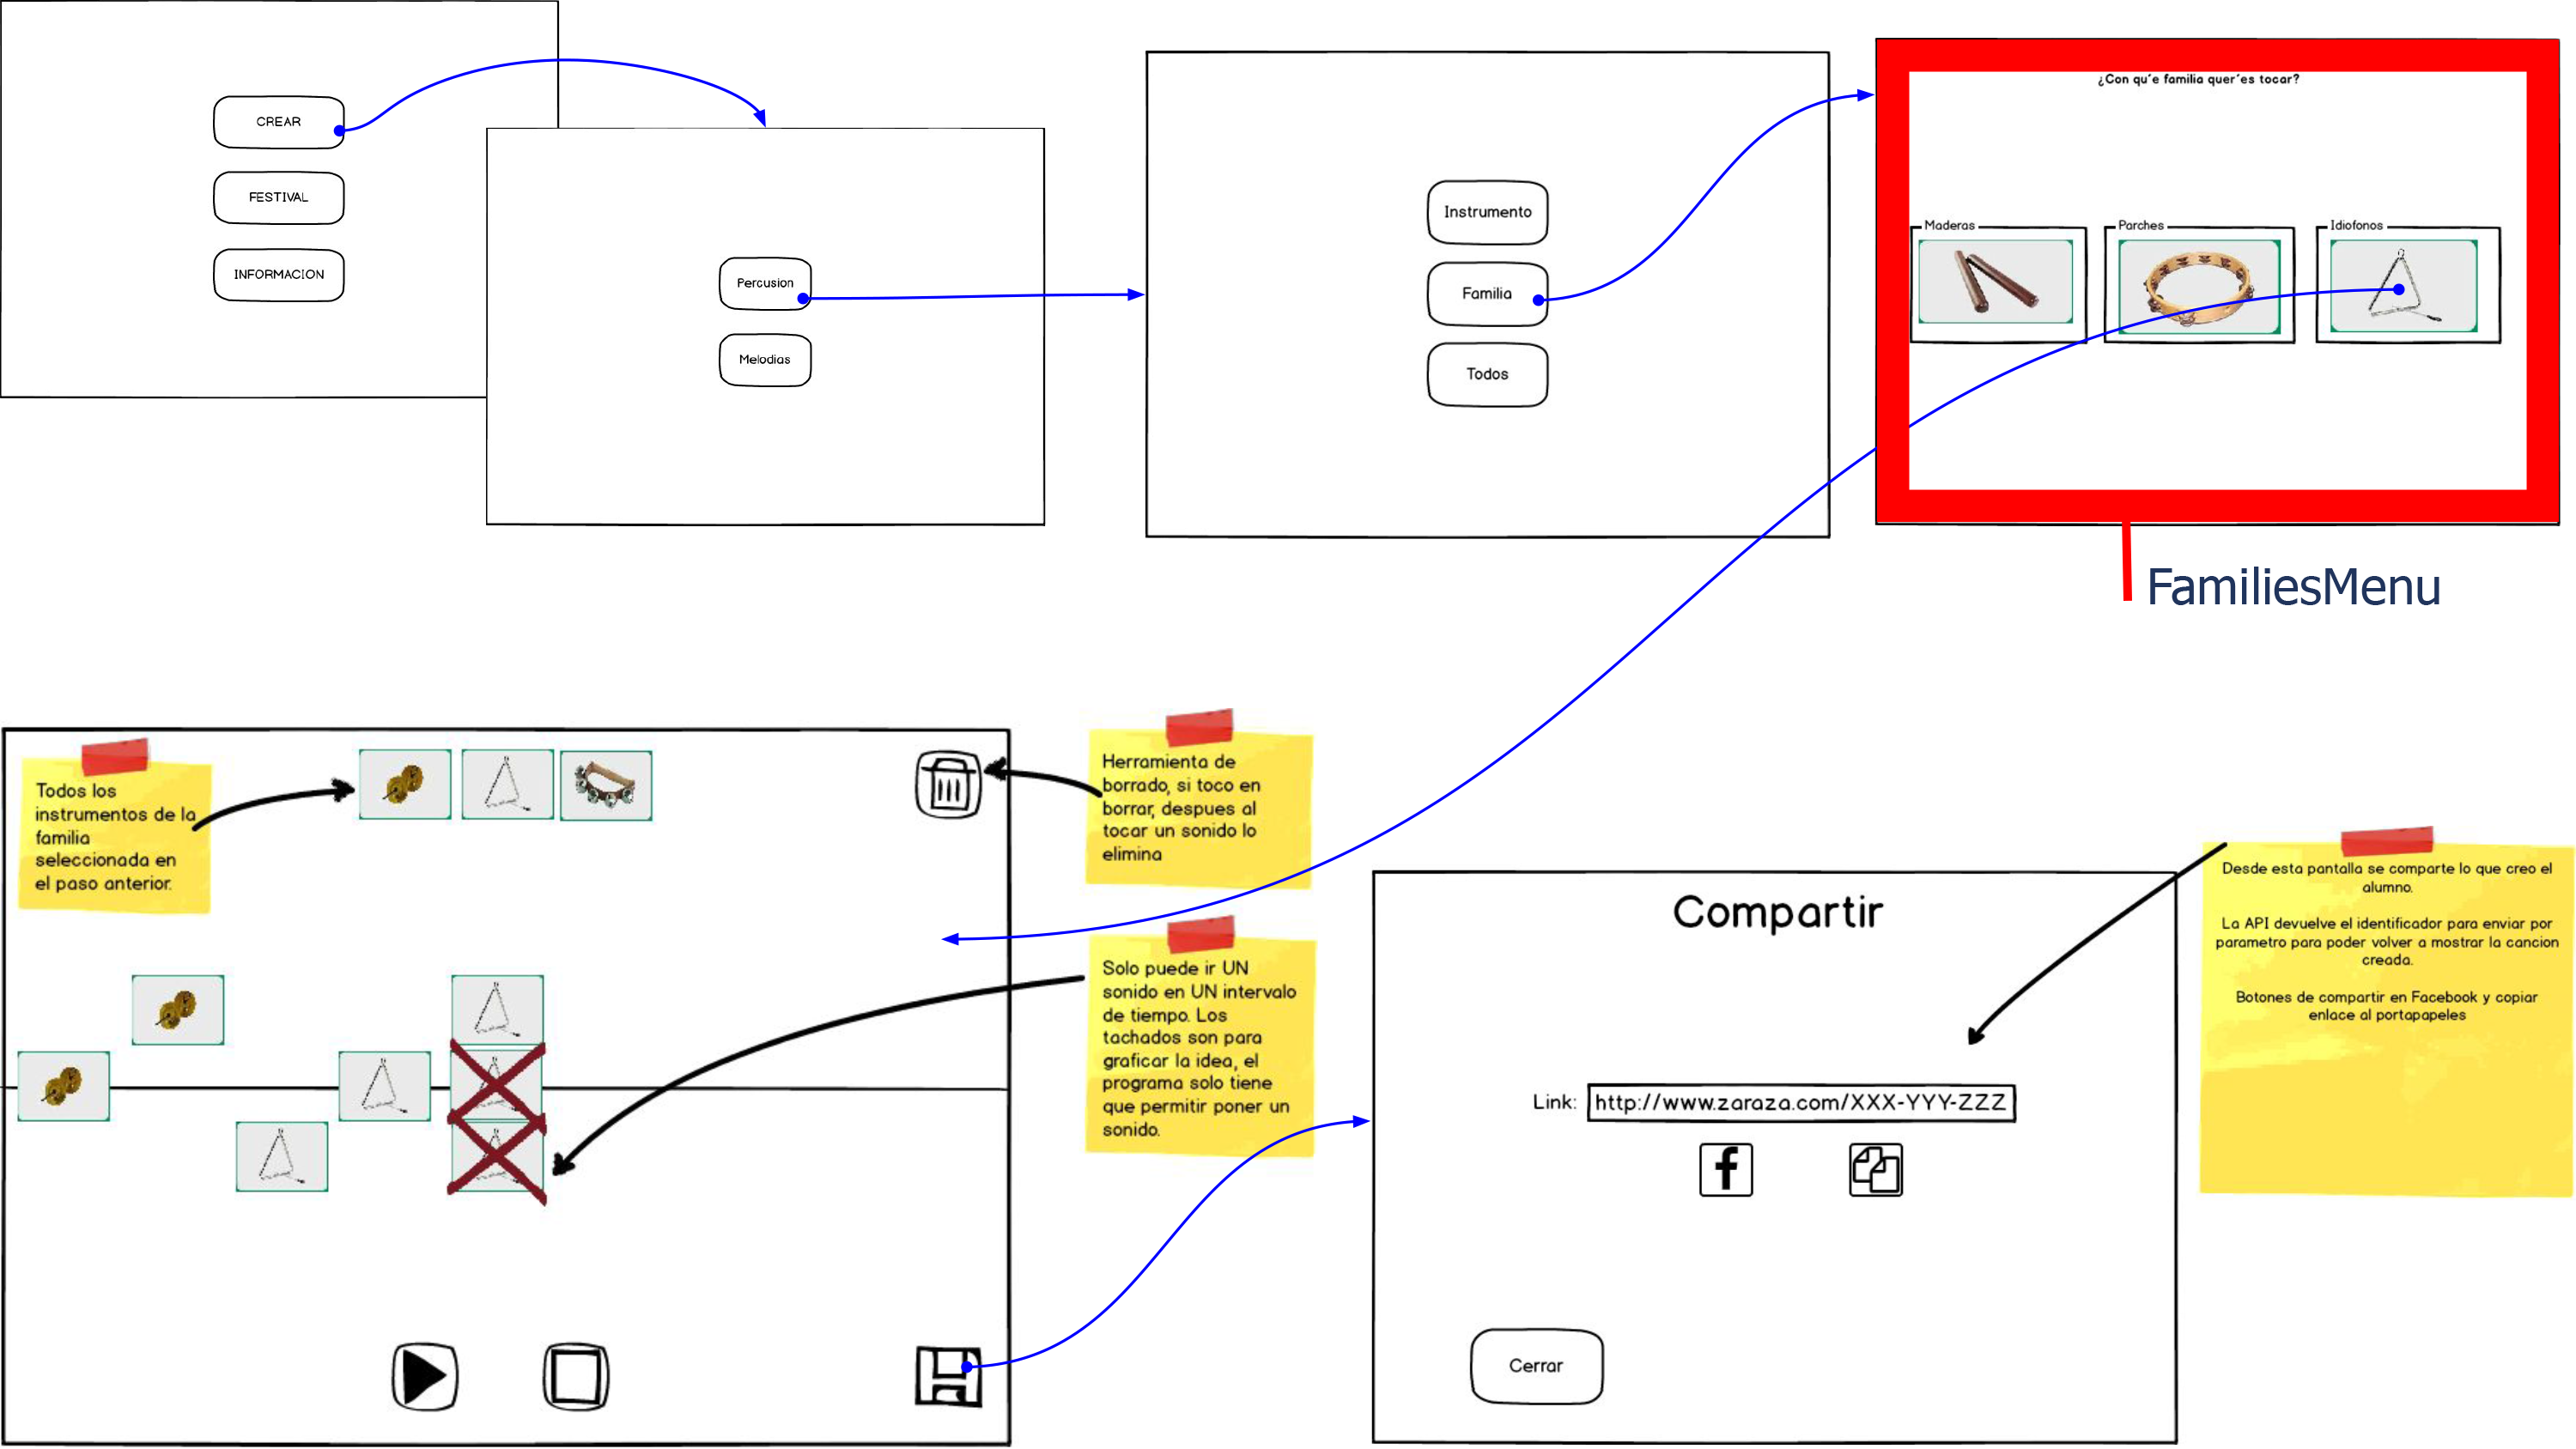 CREAR
FESTIVAL
INFORMACION
Percusion
Melodias
Instrumento
Familia
Todos
¿Con qu´e familia quer´es tocar?
Maderas
Parches
Idiofonos
FamiliesMenu
Todos los
instrumentos de la
familia
seleccionada en
el paso anterior.
Herramienta de
borrado, si toco en
borrar, despues al
tocar un sonido lo
elimina
Solo puede ir UN
sonido en UN intervalo
de tiempo. Los
tachados son para
graficar la idea, el
programa solo tiene
que permitir poner un
sonido.
Compartir
Link: http://www.zaraza.com/XXX-YYY-ZZZ
f
Cerrar
Desde esta pantalla se comparte lo que creo el
alumno.
La API devuelve el identificador para enviar por
parametro para poder volver a mostrar la cancion
creada.
Botones de compartir en Facebook y copiar
enlace al portapapeles